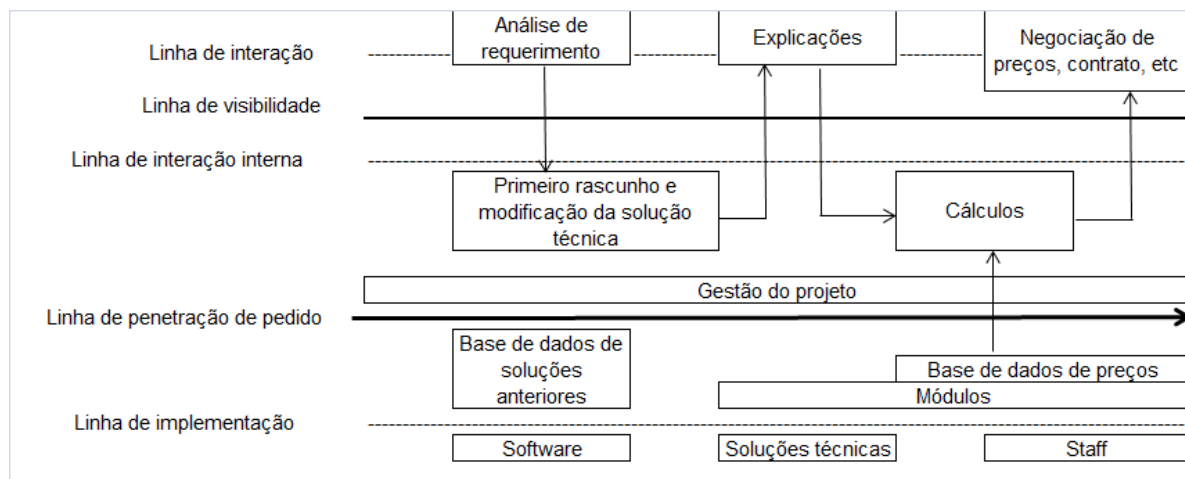 Análise de
requerimento
Explicações
Negociação de
preços, contrato, etc
Linha de interação
Linha de visibilidade
Linha de interação interna
Primeiro rascunho e
modificação da solução
técnica
Cálculos
Gestão do projeto
Linha de penetração de pedido
Base de dados de
soluções
anteriores
Base de dados de preços
Módulos
Linha de implementação
Software
Soluções técnicas
Staff